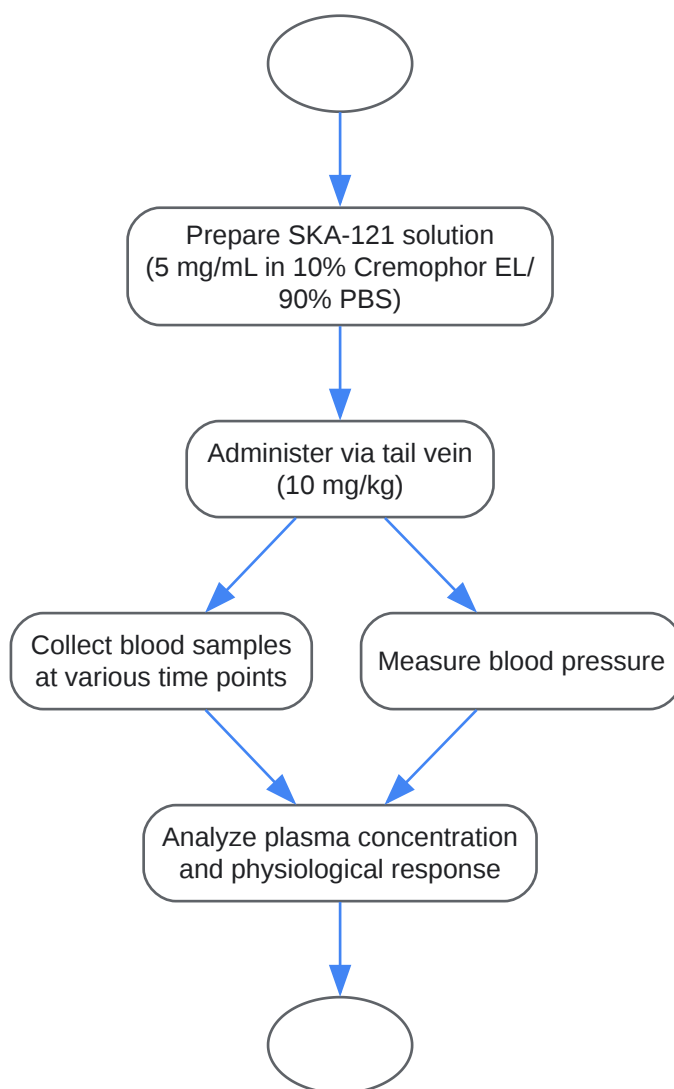 Prepare SKA-121 solution
(5 mg/mL in 10% Cremophor EL/
90% PBS)
Administer via tail vein
(10 mg/kg)
Collect blood samples
at various time points
Measure blood pressure
Analyze plasma concentration
and physiological response